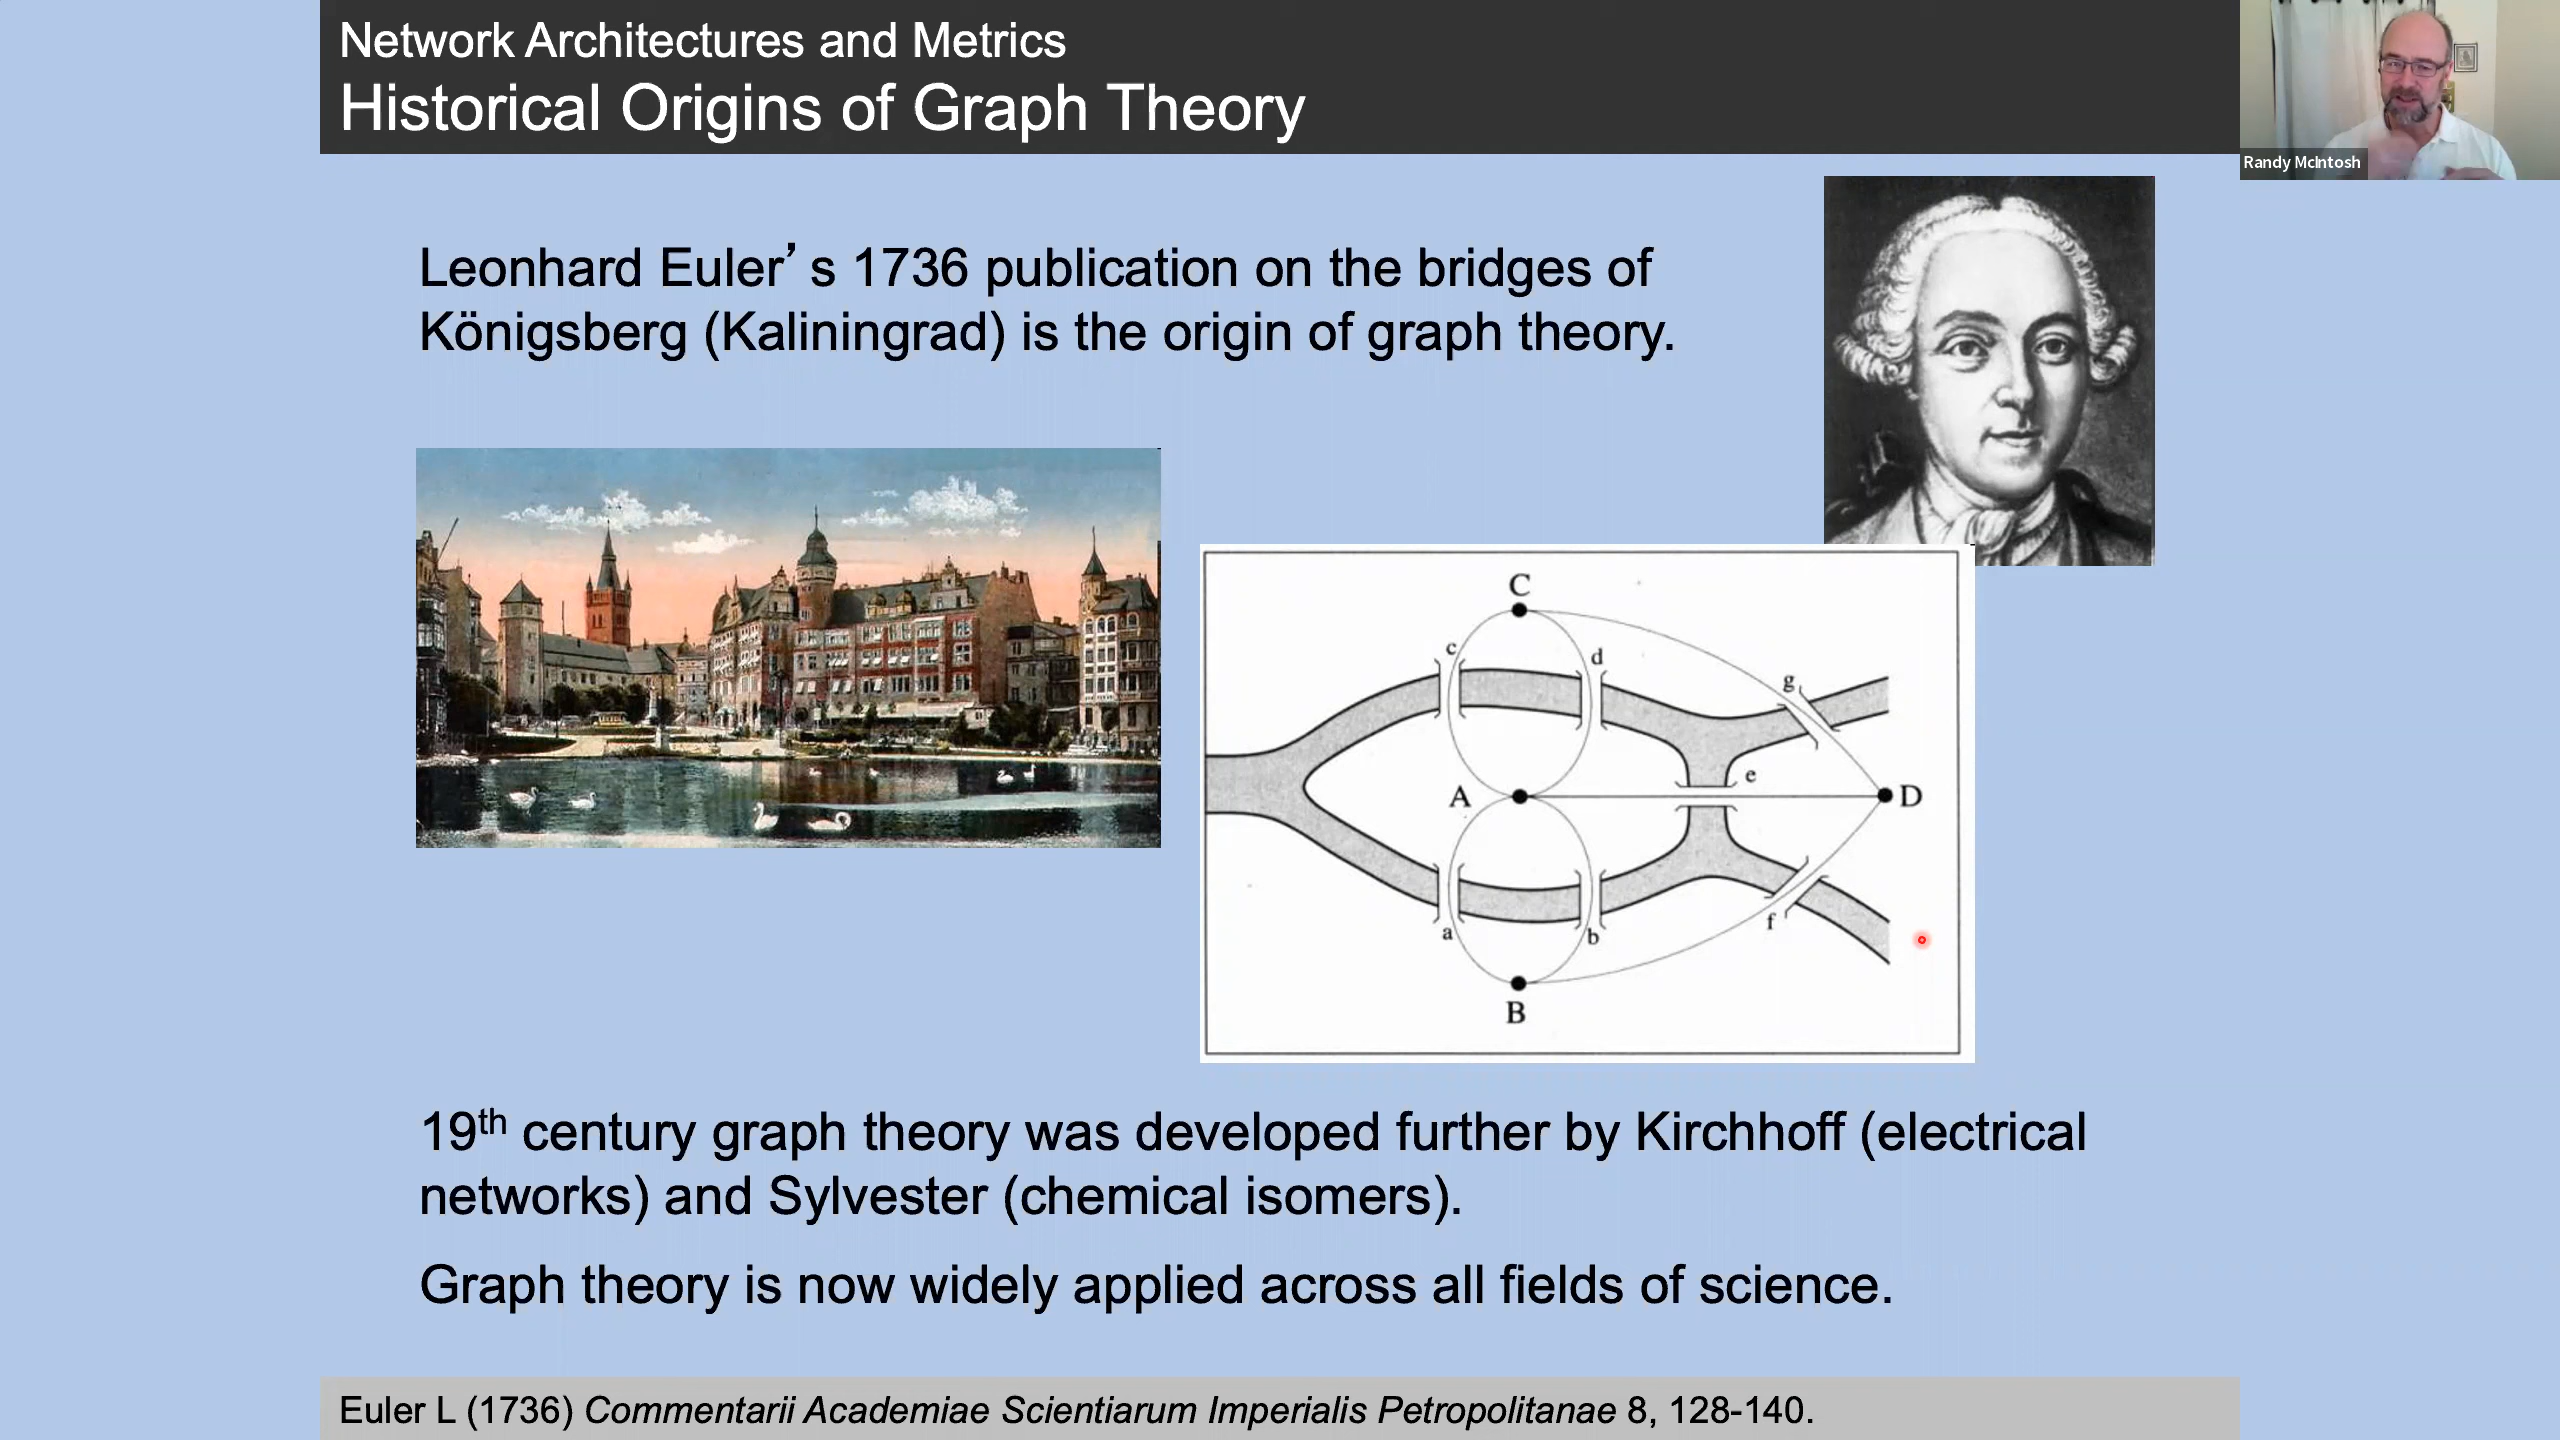 Network Architectures and Metrics
Historical Origins of Graph Theory
Randy McIntosh
Leonhard Euler’ s 1736 publication on the bridges of
Königsberg (Kaliningrad) is the origin of graph theory.
C
c
d
g
e
A
D
a
b
f
B
19th century graph theory was developed further by Kirchhoff (electrical
networks) and Sylvester (chemical isomers).
Graph theory is now widely applied across all fields of science.
Euler L (1736) Commentarii Academiae Scientiarum Imperialis Petropolitanae 8, 128-140.